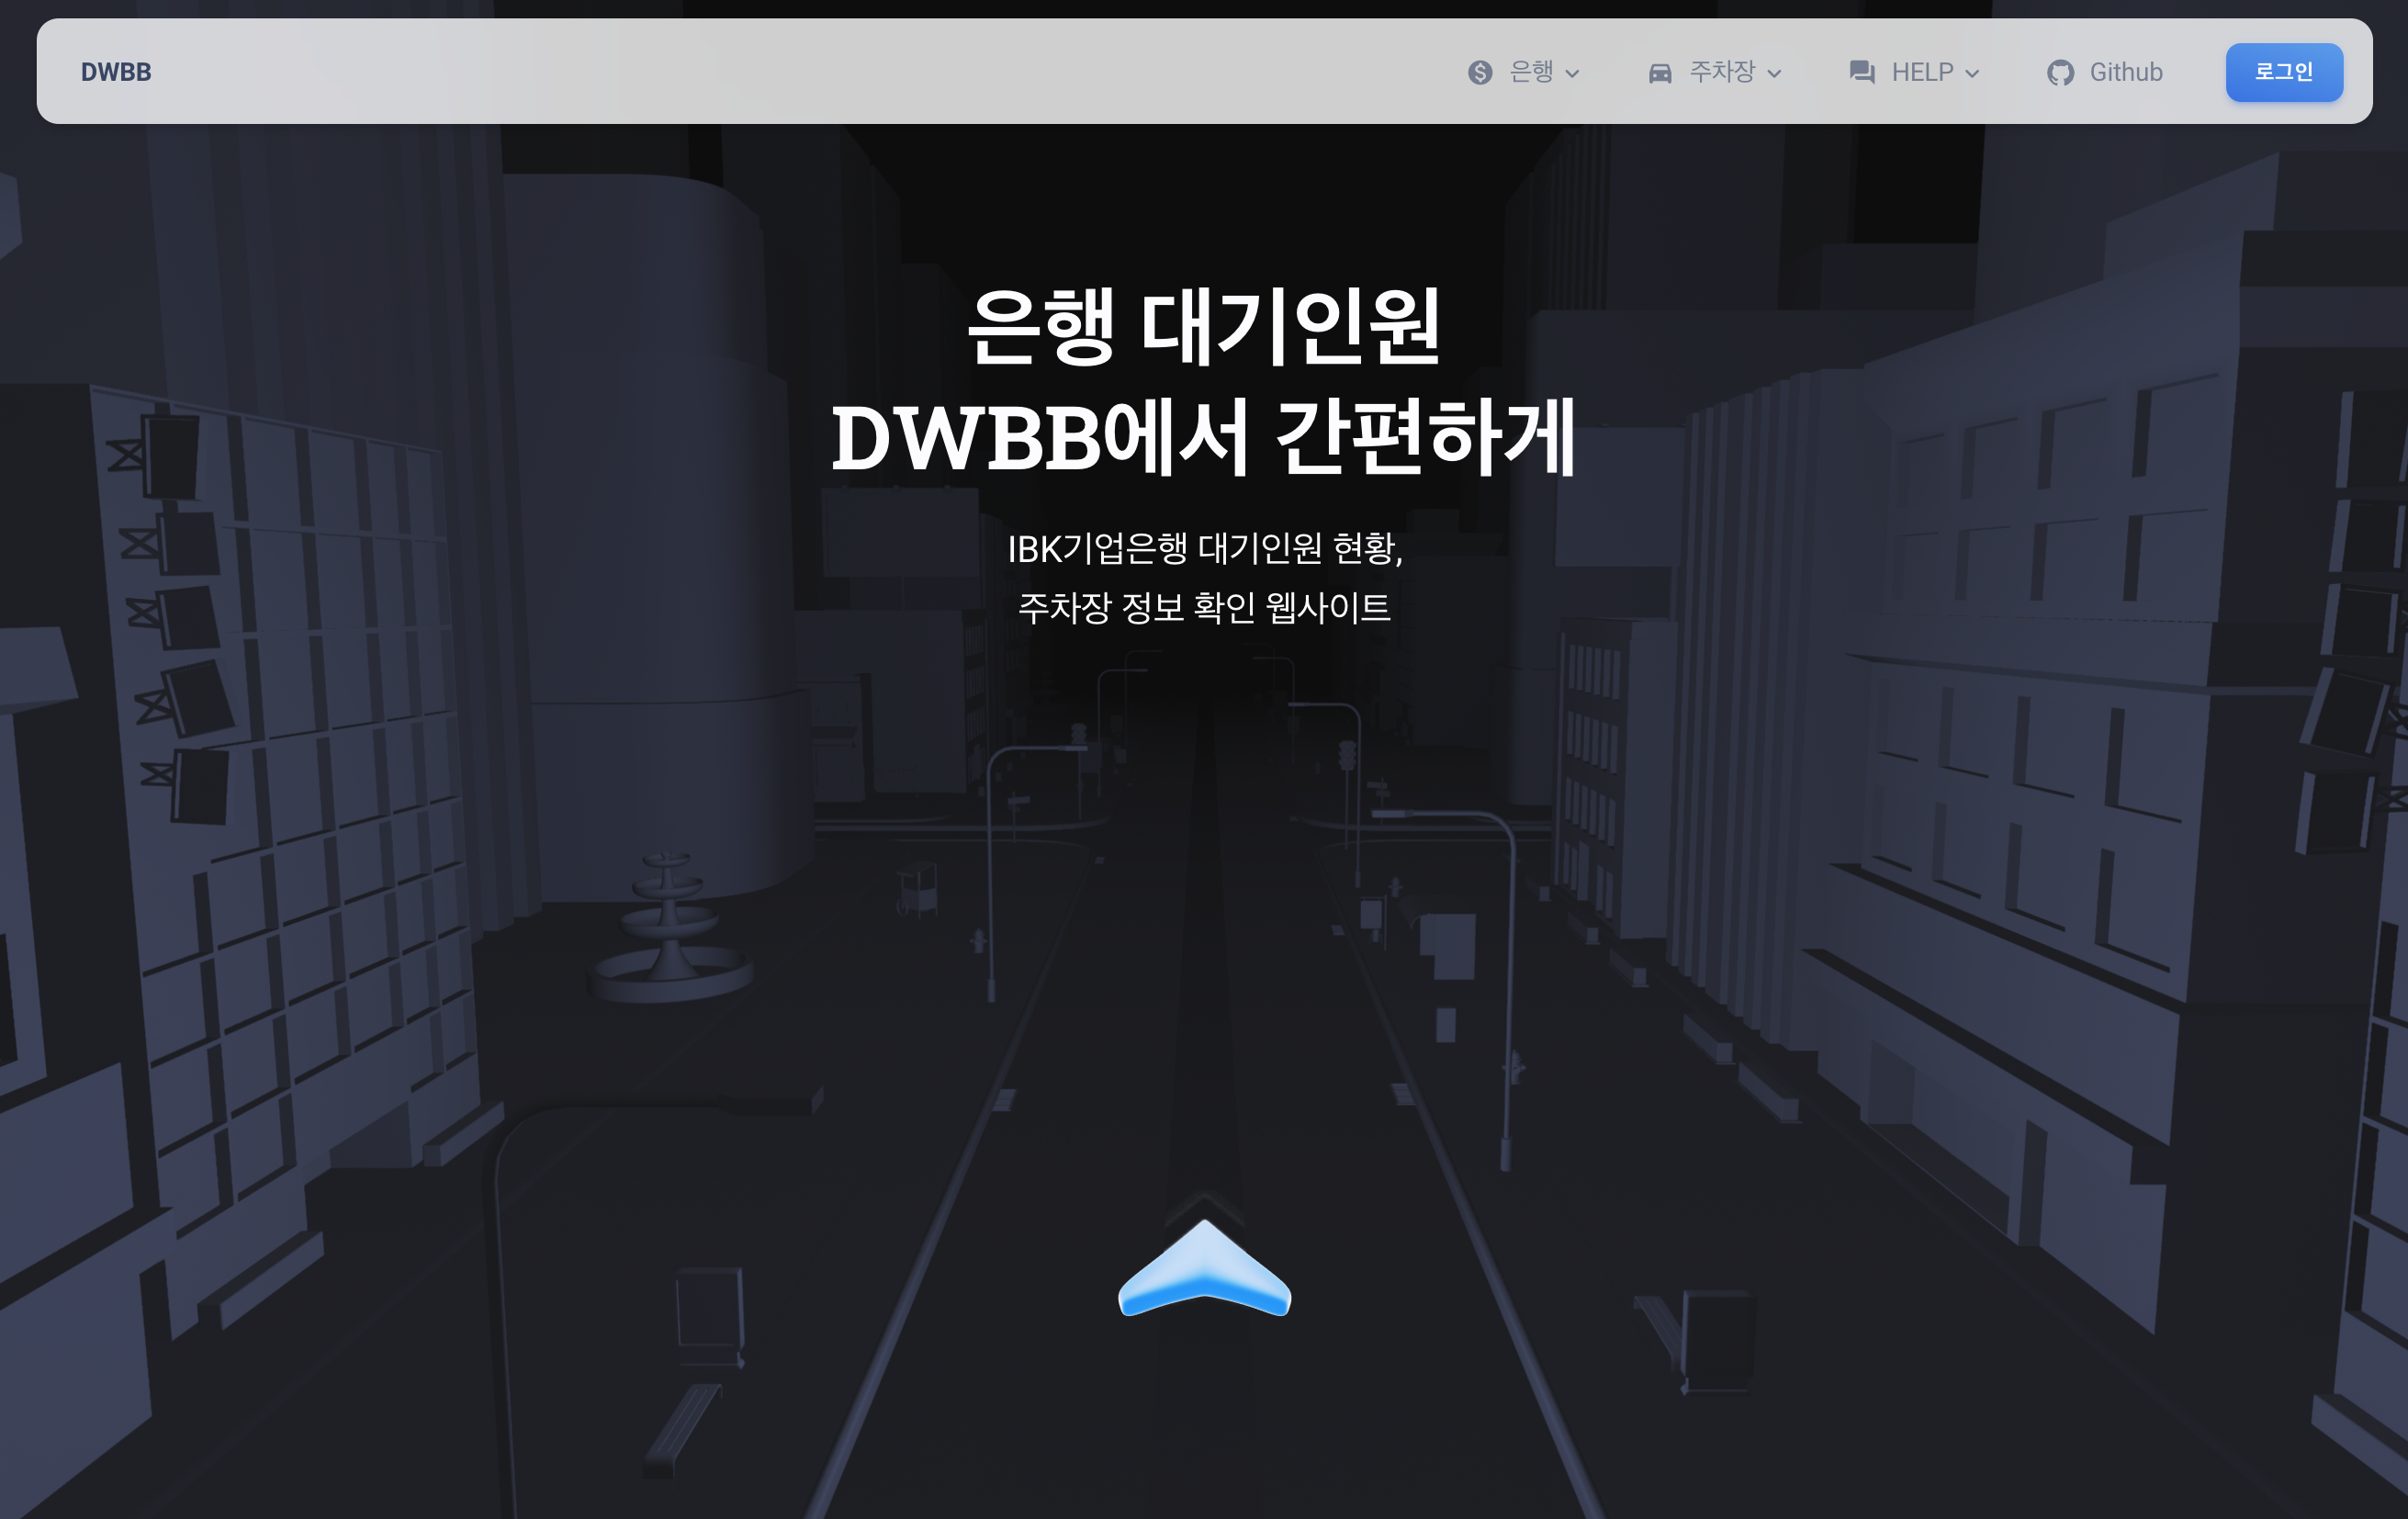 DWBB
은행
주차장
HELP
Github
로그인
은행 대기인원
DWBB에서 간편하게
IBK기업은행 대기인원 현황,
주차장 정보 확인 웹사이트